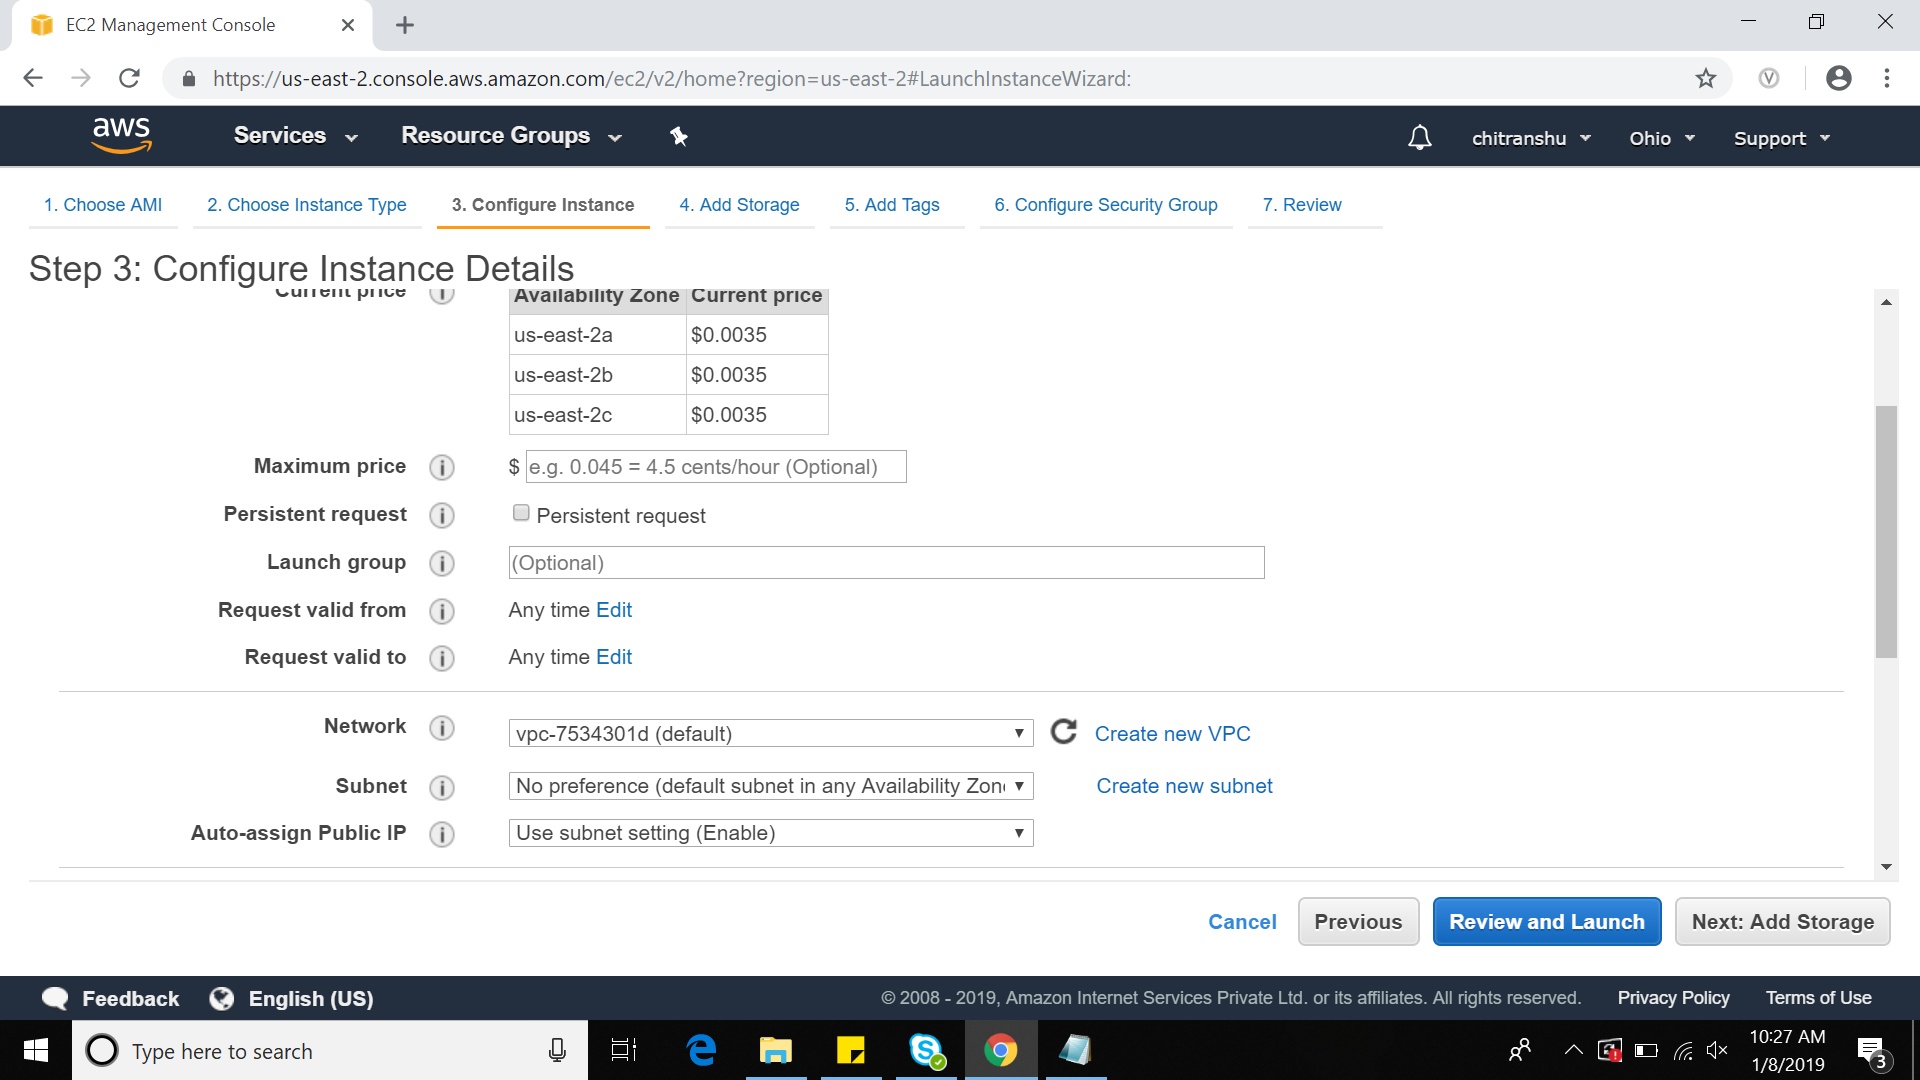 EC2 Management Console
https://us-east-2.console.aws.amazon.com/ec2/v2/home?region=us-east-2#LaunchInstanceWizard:
aws Services Resource Groups chitranshu Ohio Support
1. Choose AMI 2. Choose Instance Type 3. Configure Instance 4. Add Storage 5. Add Tags 6. Configure Security Group 7. Review
Step 3: Configure Instance Details
Current price i Availability Zone Current price
us-east-2a $0.0035
us-east-2b $0.0035
us-east-2c $0.0035
Maximum price i $ e.g. 0.045 = 4.5 cents/hour (Optional)
Persistent request i Persistent request
Launch group i (Optional)
Request valid from i Any time Edit
Request valid to i Any time Edit
Network i vpc-7534301d (default) Create new VPC
Subnet i No preference (default subnet in any Availability Zone Create new subnet
Auto-assign Public IP i Use subnet setting (Enable)
Cancel Previous Review and Launch Next: Add Storage
Feedback English (US) © 2008 - 2019, Amazon Internet Services Private Ltd. or its affiliates. All rights reserved. Privacy Policy Terms of Use
Type here to search 10:27 AM
1/8/2019 3